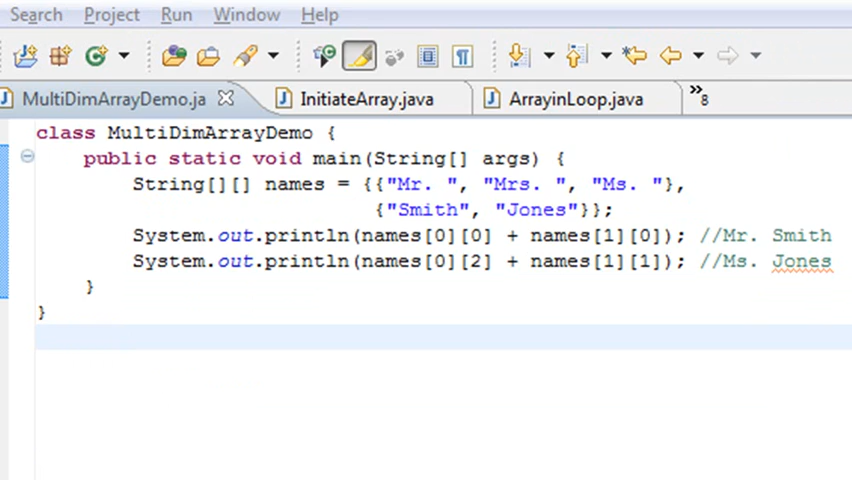 Search Project Run Window Help
MultiDimArrayDemo.ja InitiateArray.java ArrayinLoop.java »8
class MultiDimArrayDemo {
public static void main(String[] args) {
String[][] names = {{"Mr. ", "Mrs. ", "Ms. "},
{"Smith", "Jones"}};
System.out.println(names[0][0] + names[1][0]); //Mr. Smith
System.out.println(names[0][2] + names[1][1]); //Ms. Jones
}
}